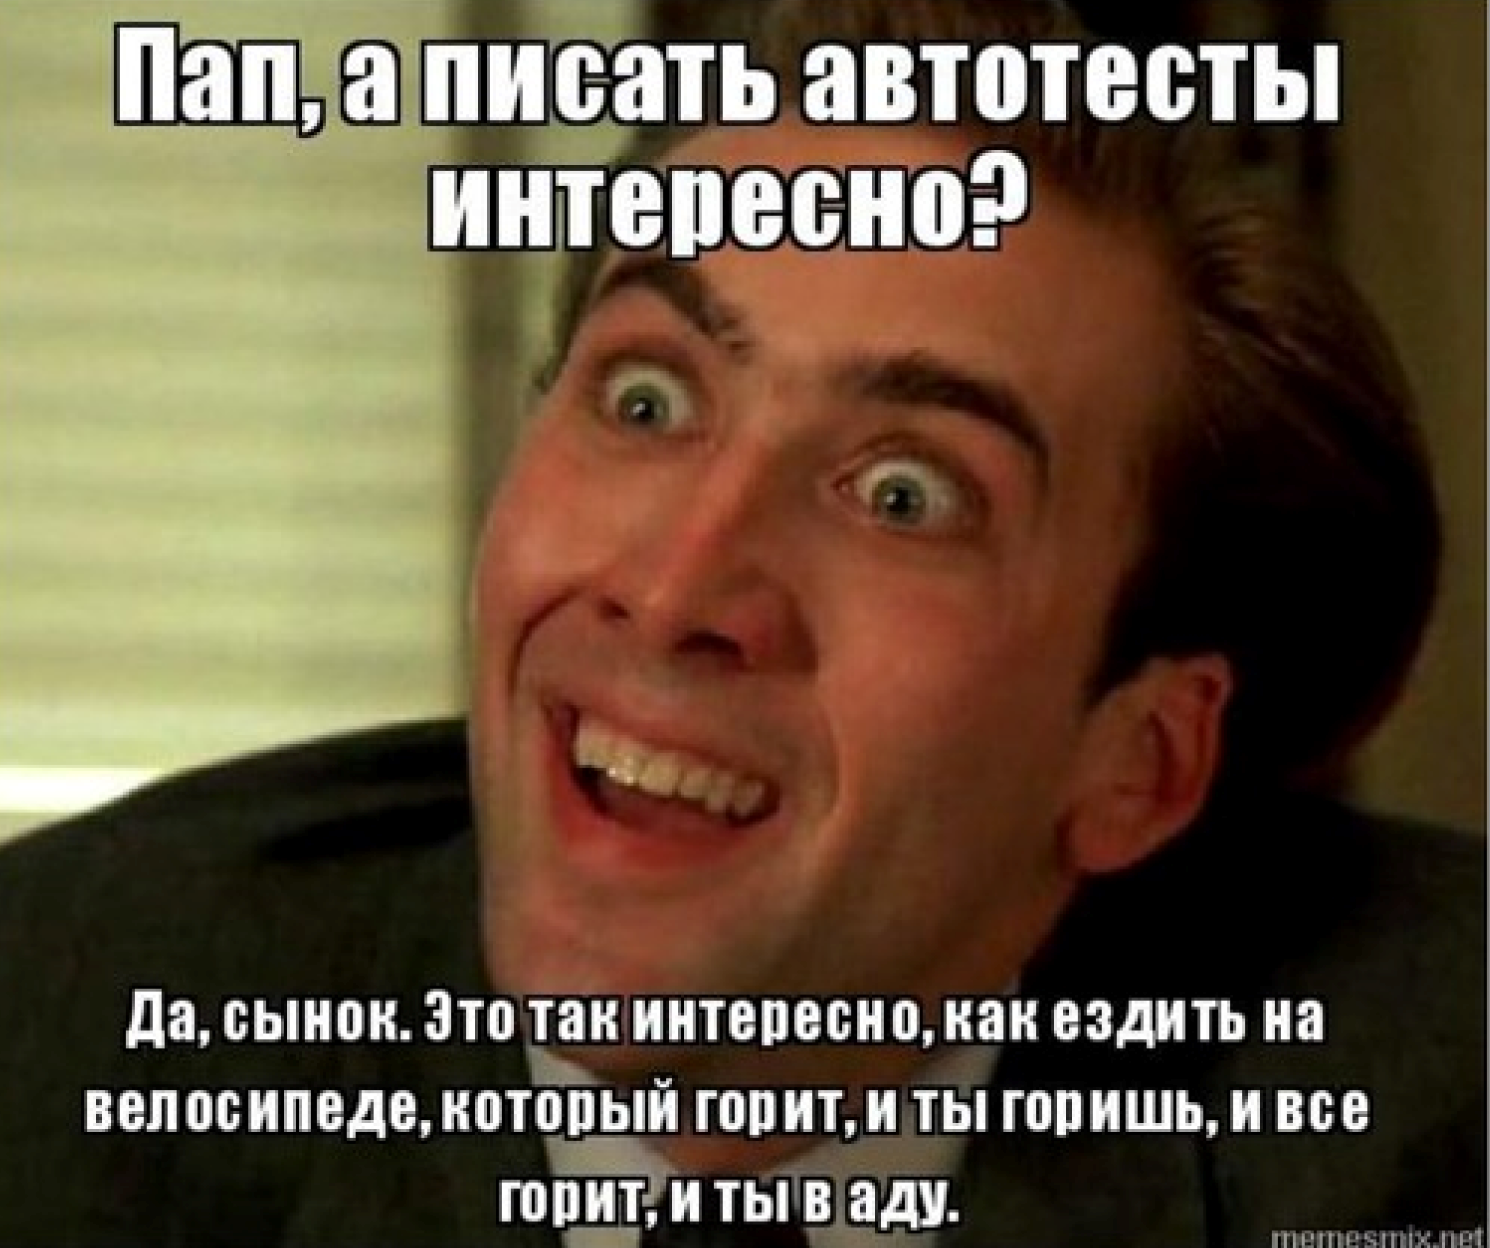 Пап, а писать автотесты
интересно?
Да, сынок. Это так интересно, как ездить на
велосипеде, который горит, и ты горишь, и все
горит, и ты в аду.
memesmix.net